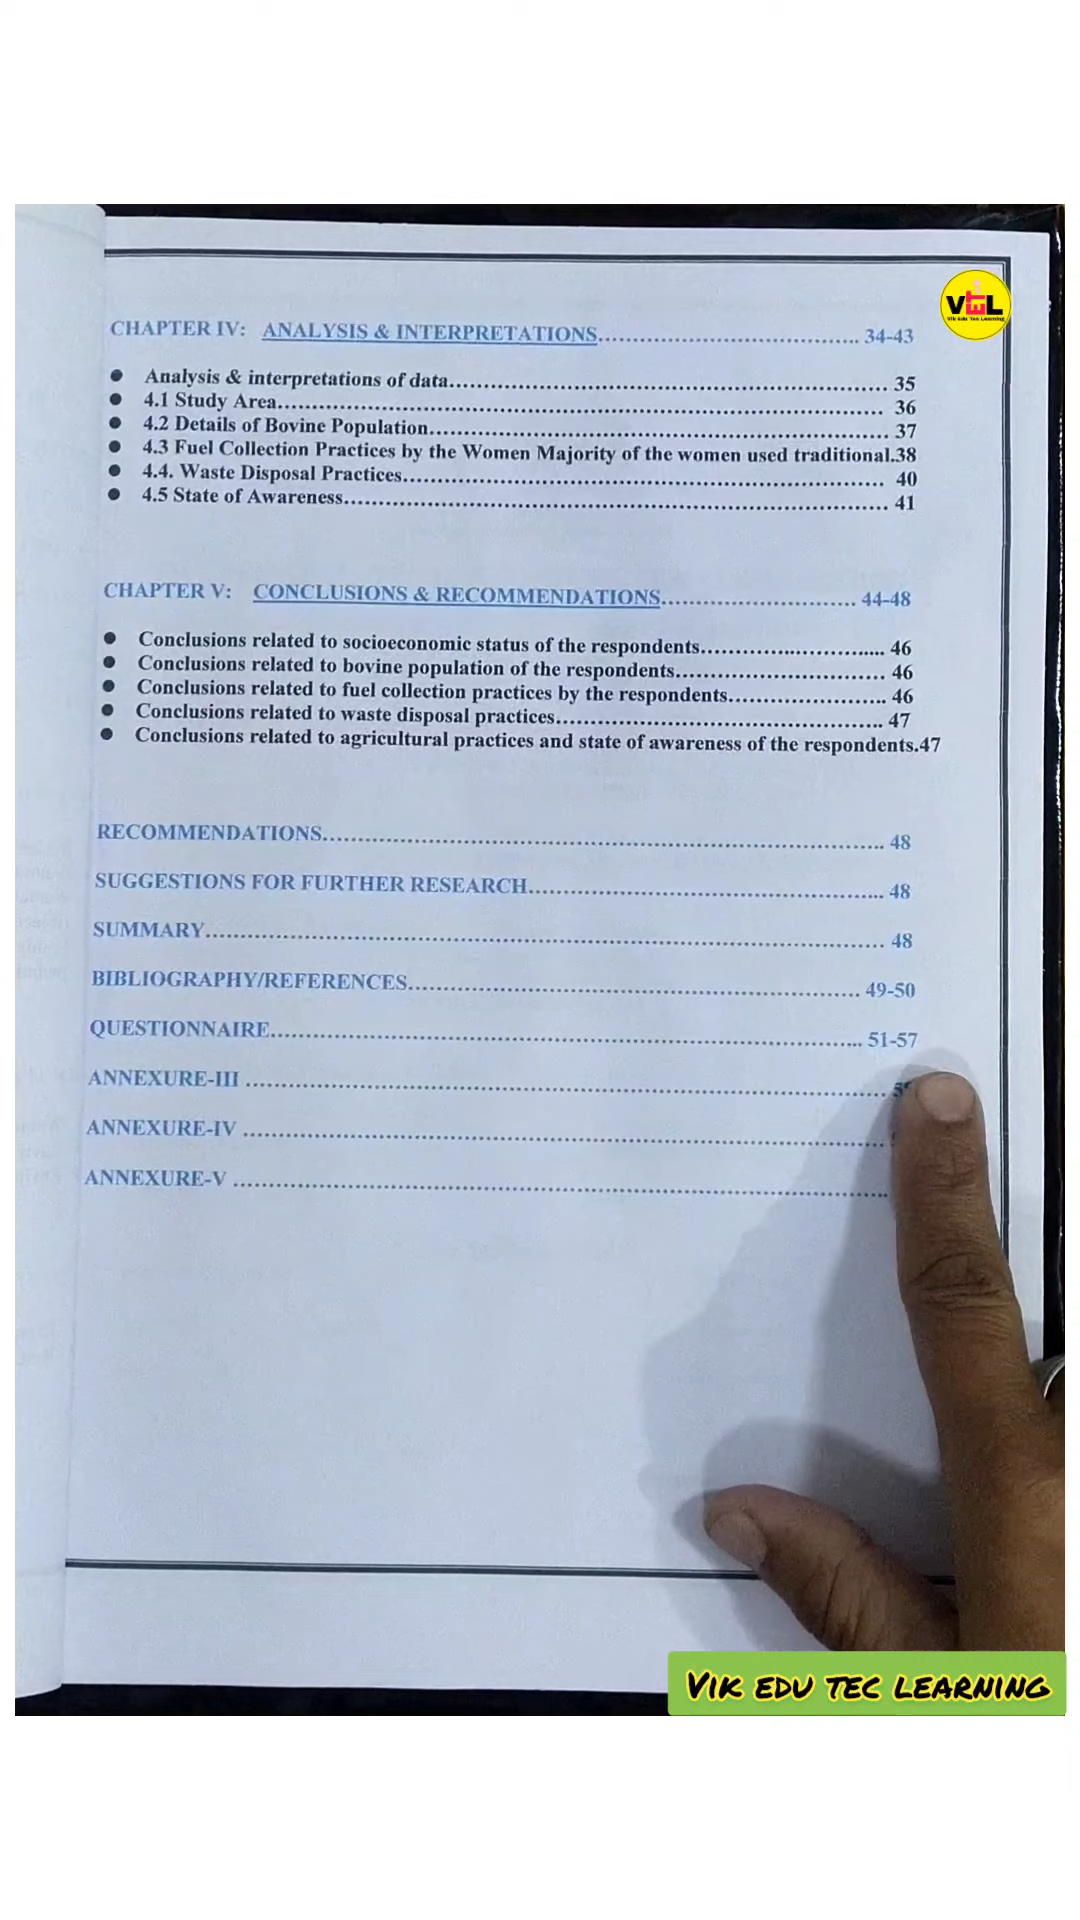 VEL
Vik Edu Tec Learning
CHAPTER IV: ANALYSIS & INTERPRETATIONS........................................ 34-43
● Analysis & interpretations of data................................................................ 35
● 4.1 Study Area......................................................................................... 36
● 4.2 Details of Bovine Population................................................................... 37
● 4.3 Fuel Collection Practices by the Women Majority of the women used traditional.38
● 4.4. Waste Disposal Practices...................................................................... 40
● 4.5 State of Awareness............................................................................... 41
CHAPTER V: CONCLUSIONS & RECOMMENDATIONS............................ 44-48
● Conclusions related to socioeconomic status of the respondents........................... 46
● Conclusions related to bovine population of the respondents............................... 46
● Conclusions related to fuel collection practices by the respondents....................... 46
● Conclusions related to waste disposal practices................................................ 47
● Conclusions related to agricultural practices and state of awareness of the respondents.47
RECOMMENDATIONS.................................................................................. 48
SUGGESTIONS FOR FURTHER RESEARCH.................................................... 48
SUMMARY.................................................................................................. 48
BIBLIOGRAPHY/REFERENCES.................................................................. 49-50
QUESTIONNAIRE...................................................................................... 51-57
ANNEXURE-III ............................................................................................
ANNEXURE-IV ............................................................................................
ANNEXURE-V ..............................................................................................
VIK EDU TEC LEARNING